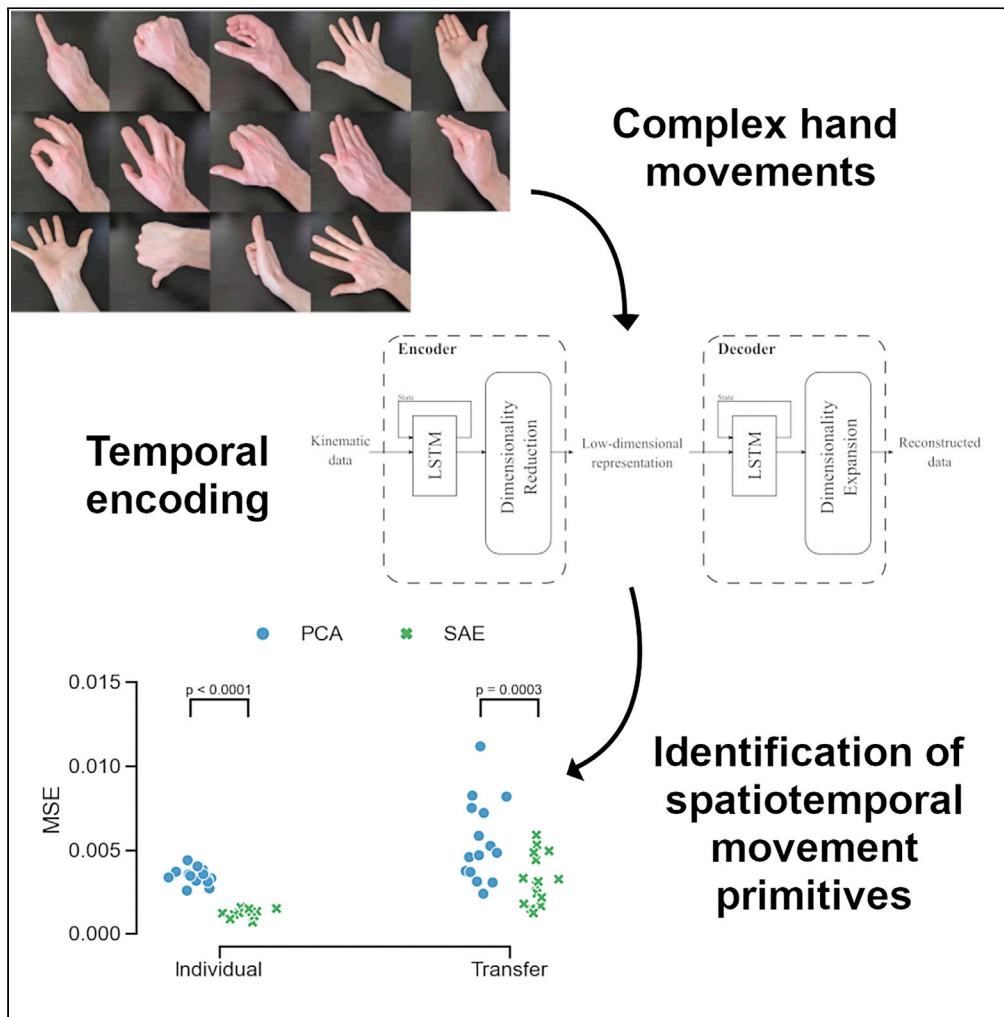 Complex hand
movements
Encoder
Decoder
State
State
Temporal
encoding
Kinematic
data
LSTM
Dimensionality
Reduction
Low-dimensional
representation
LSTM
Dimensionality
Expansion
Reconstructed
data
PCA
SAE
0.015
p < 0.0001
p = 0.0003
0.010
MSE
0.005
0.000
Individual
Transfer
Identification of
spatiotemporal
movement
primitives